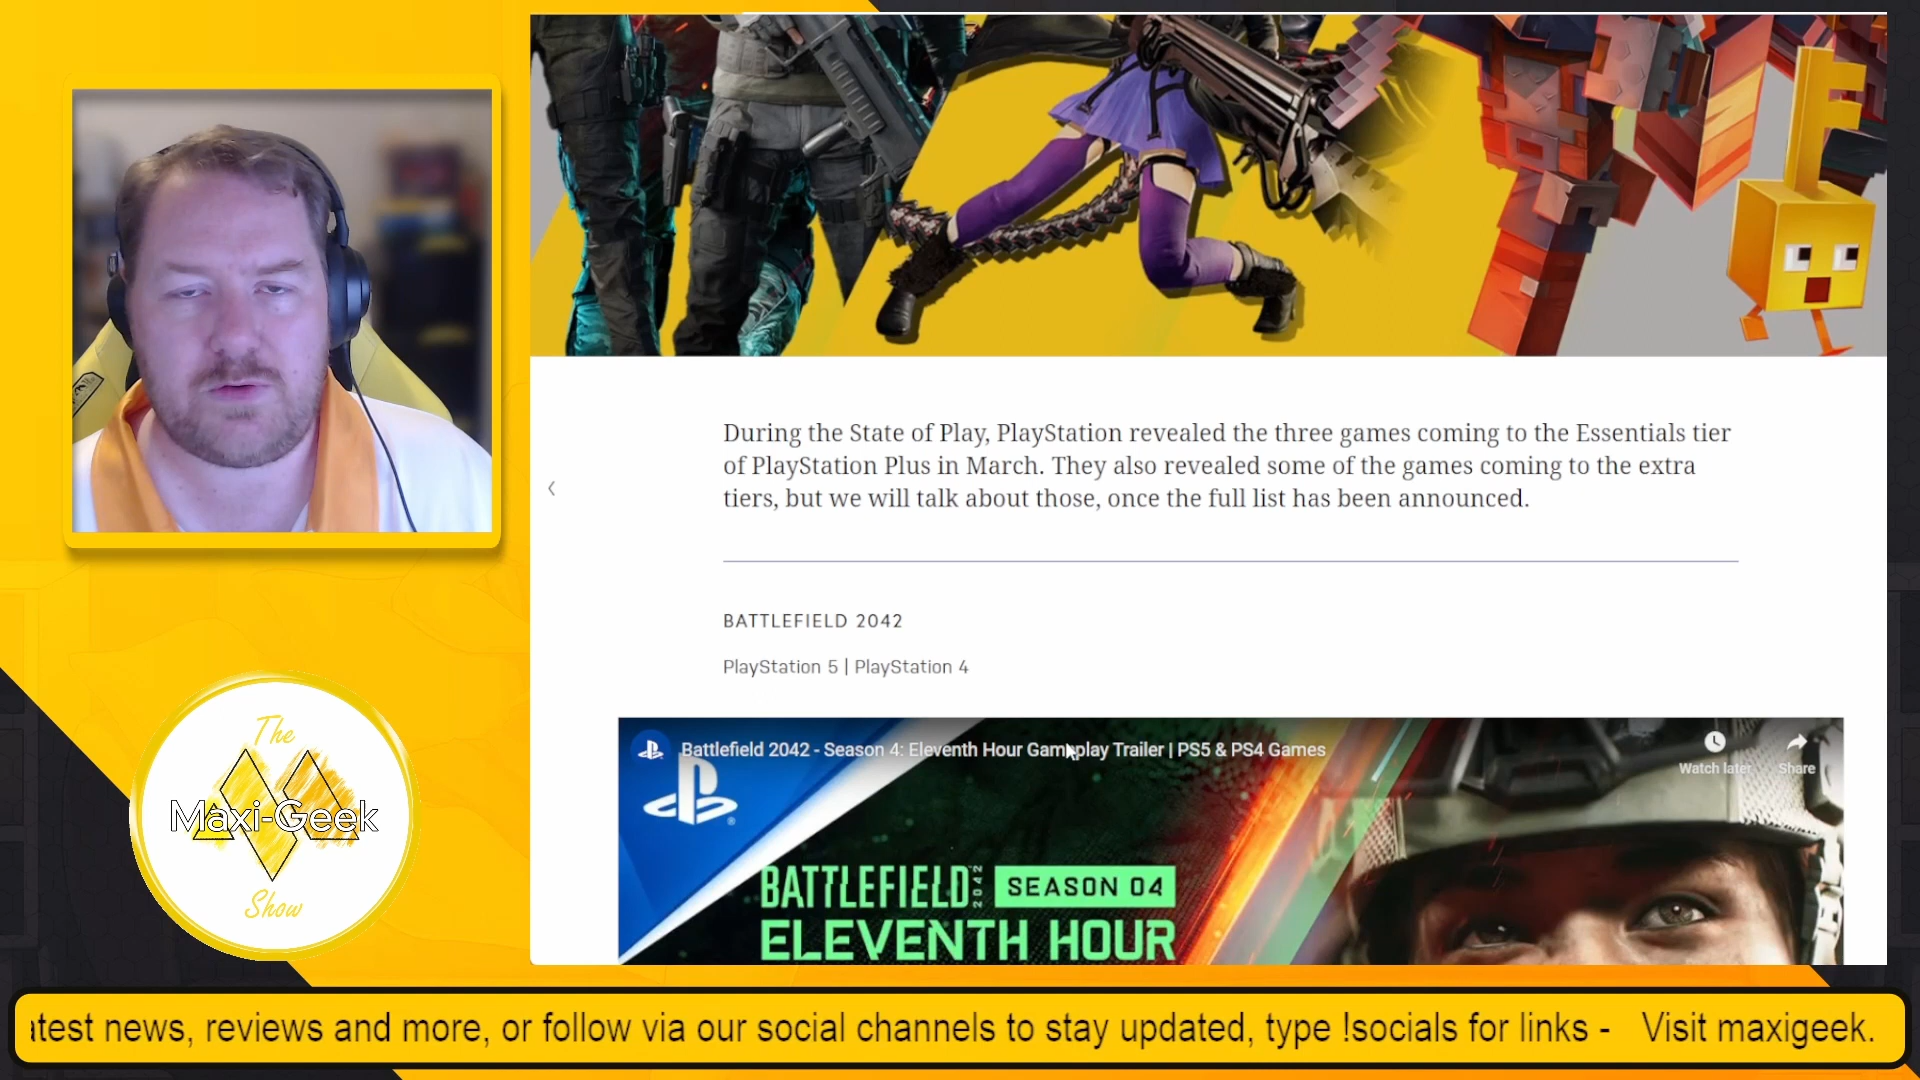 During the State of Play, PlayStation revealed the three games coming to the Essentials tier
of PlayStation Plus in March. They also revealed some of the games coming to the extra
tiers, but we will talk about those, once the full list has been announced.
BATTLEFIELD 2042
PlayStation 5 | PlayStation 4
Battlefield 2042 - Season 4: Eleventh Hour Gameplay Trailer | PS5 & PS4 Games
Watch later
Share
BATTLEFIELD 2042 SEASON 04
ELEVENTH HOUR
The
Maxi-Geek
Show
atest news, reviews and more, or follow via our social channels to stay updated, type !socials for links - Visit maxigeek.